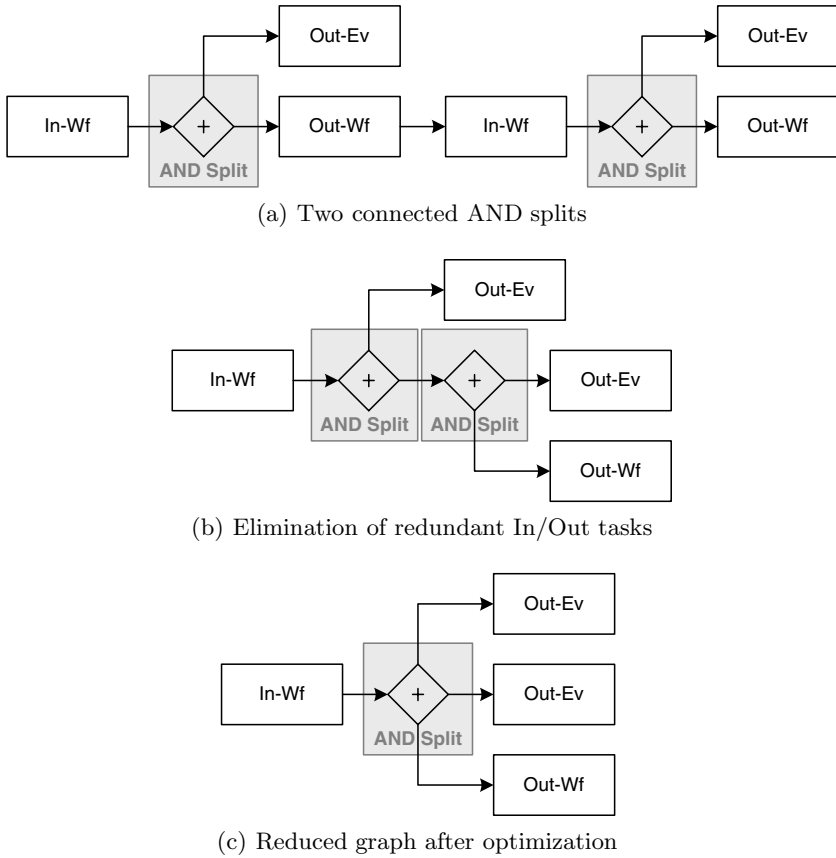 Out-Ev Out-Ev
In-Wf + Out-Wf In-Wf + Out-Wf
AND Split AND Split
(a) Two connected AND splits
Out-Ev
In-Wf + + Out-Ev
AND Split AND Split
Out-Wf
(b) Elimination of redundant In/Out tasks
Out-Ev
In-Wf + Out-Ev
AND Split
Out-Wf
(c) Reduced graph after optimization